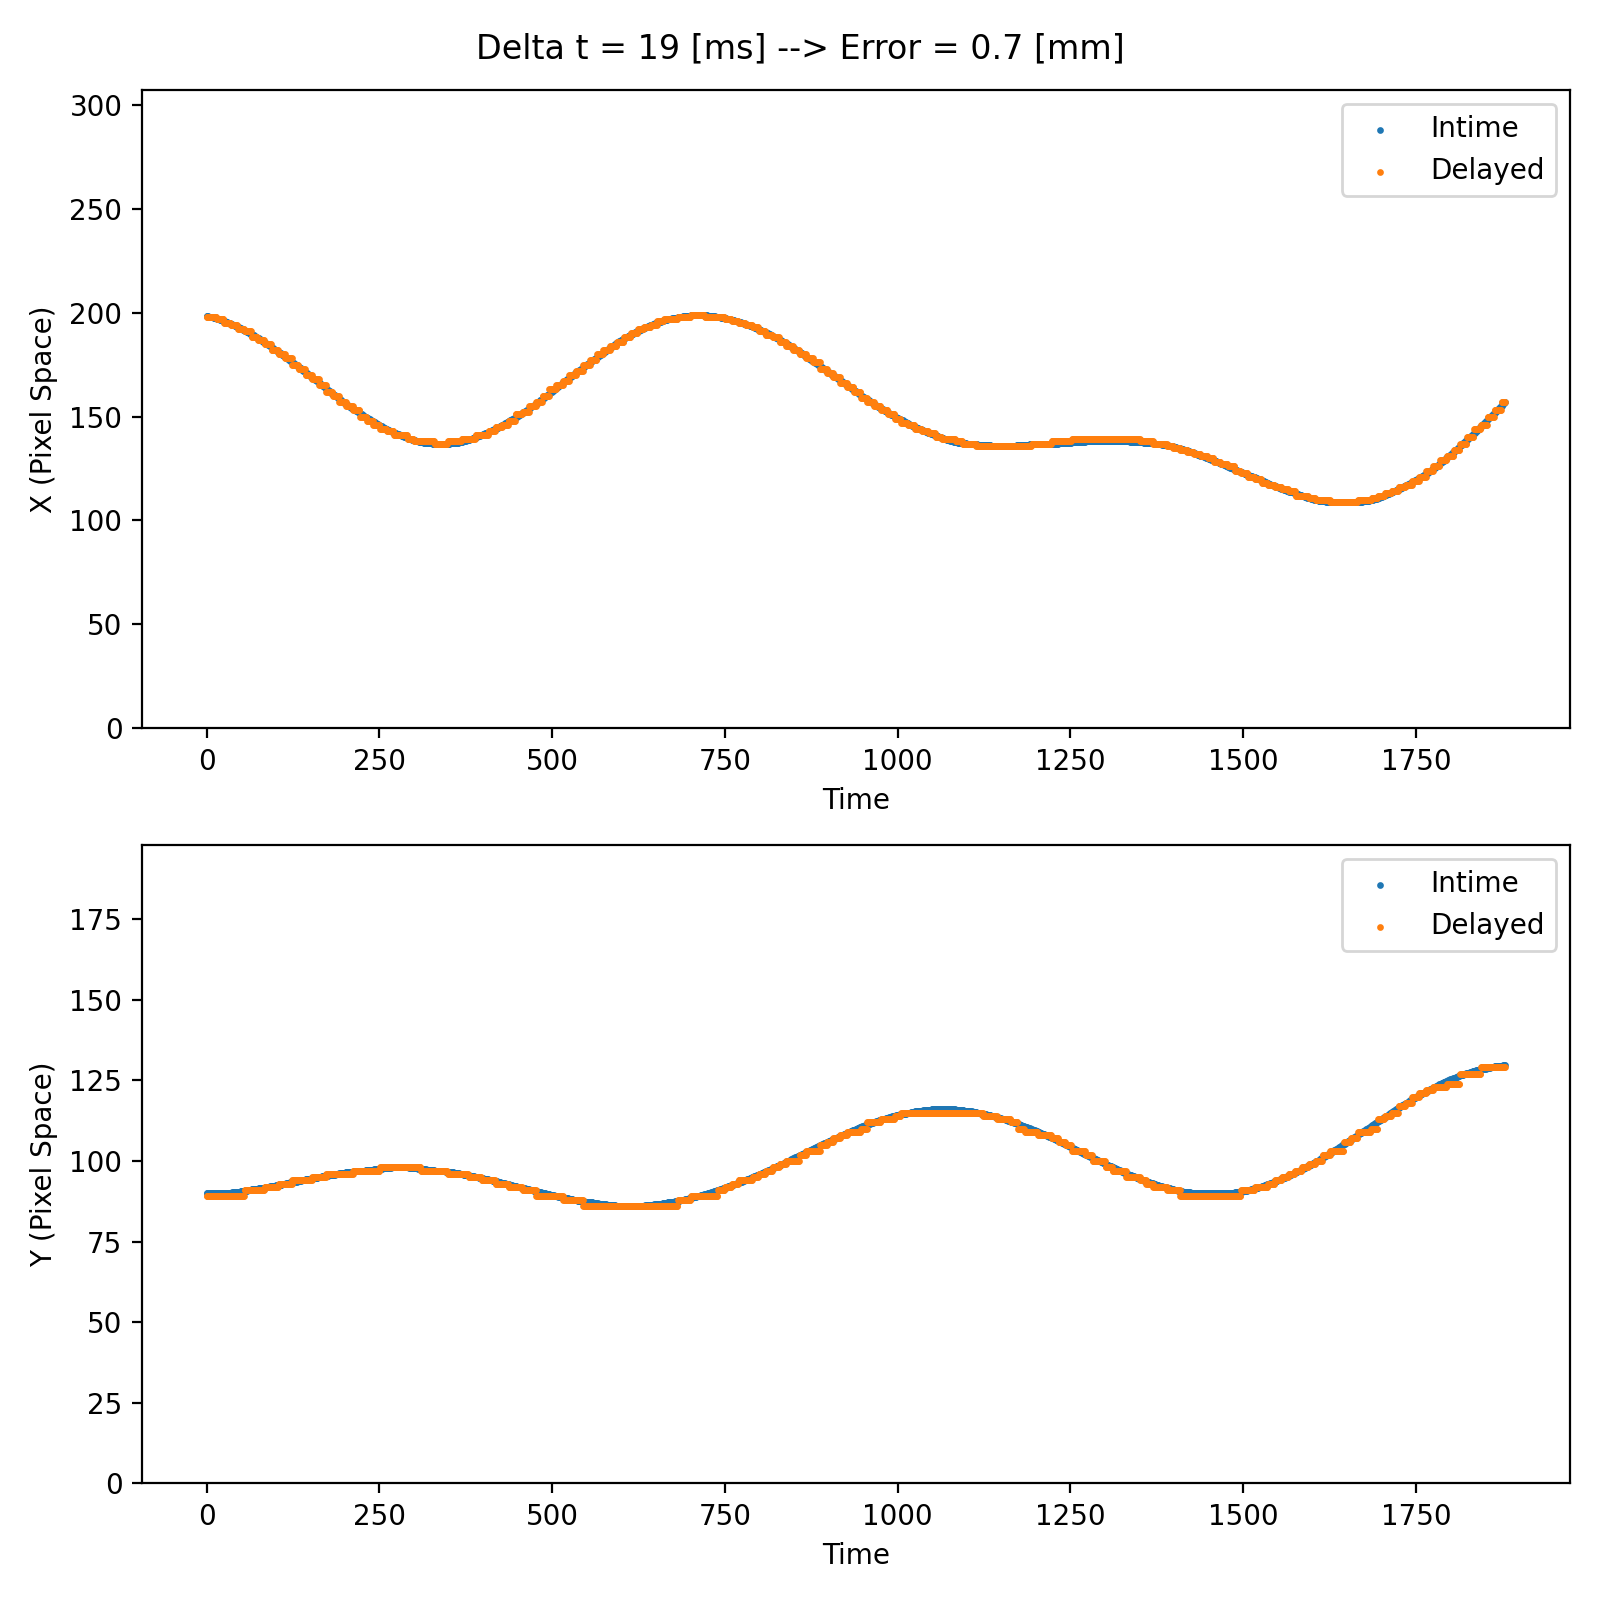 Delta t = 19 [ms] --> Error = 0.7 [mm]
300
250
200
150
100
50
0
X (Pixel Space)
Intime
Delayed
0 250 500 750 1000 1250 1500 1750
Time
175
150
125
100
75
50
25
0
Y (Pixel Space)
Intime
Delayed
0 250 500 750 1000 1250 1500 1750
Time